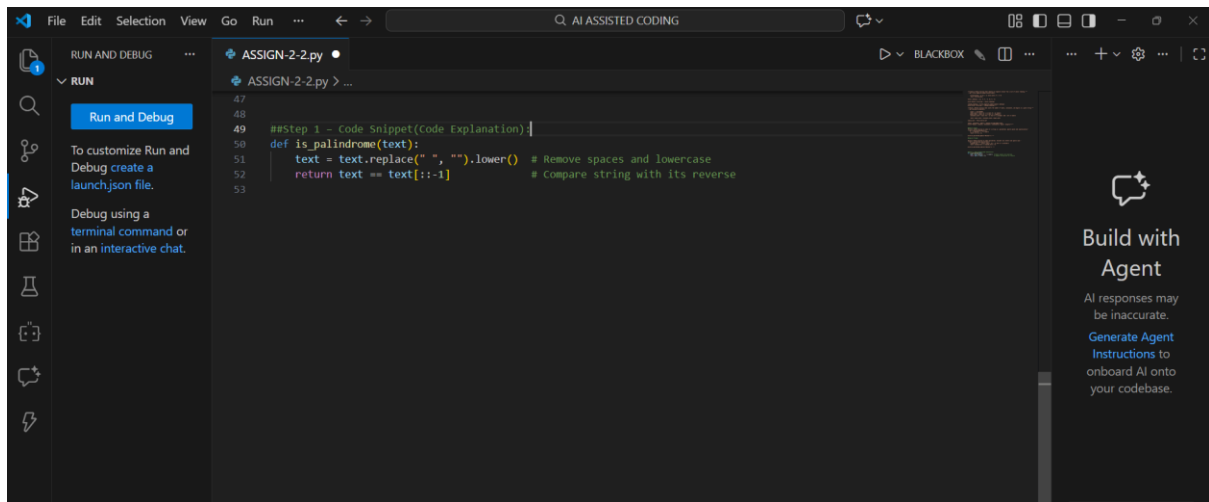 File Edit Selection View Go Run ··· ← → AI ASSISTED CODING
RUN AND DEBUG ···
RUN
Run and Debug
To customize Run and
Debug create a
launch.json file.
Debug using a
terminal command or
in an interactive chat.
1
ASSIGN-2-2.py ●
BLACKBOX
ASSIGN-2-2.py > ...
47
48
49 ##Step 1 – Code Snippet(Code Explanation):
50 def is_palindrome(text):
51 text = text.replace(" ", "").lower() # Remove spaces and lowercase
52 return text == text[::-1] # Compare string with its reverse
53
Build with
Agent
AI responses may
be inaccurate.
Generate Agent
Instructions to
onboard AI onto
your codebase.